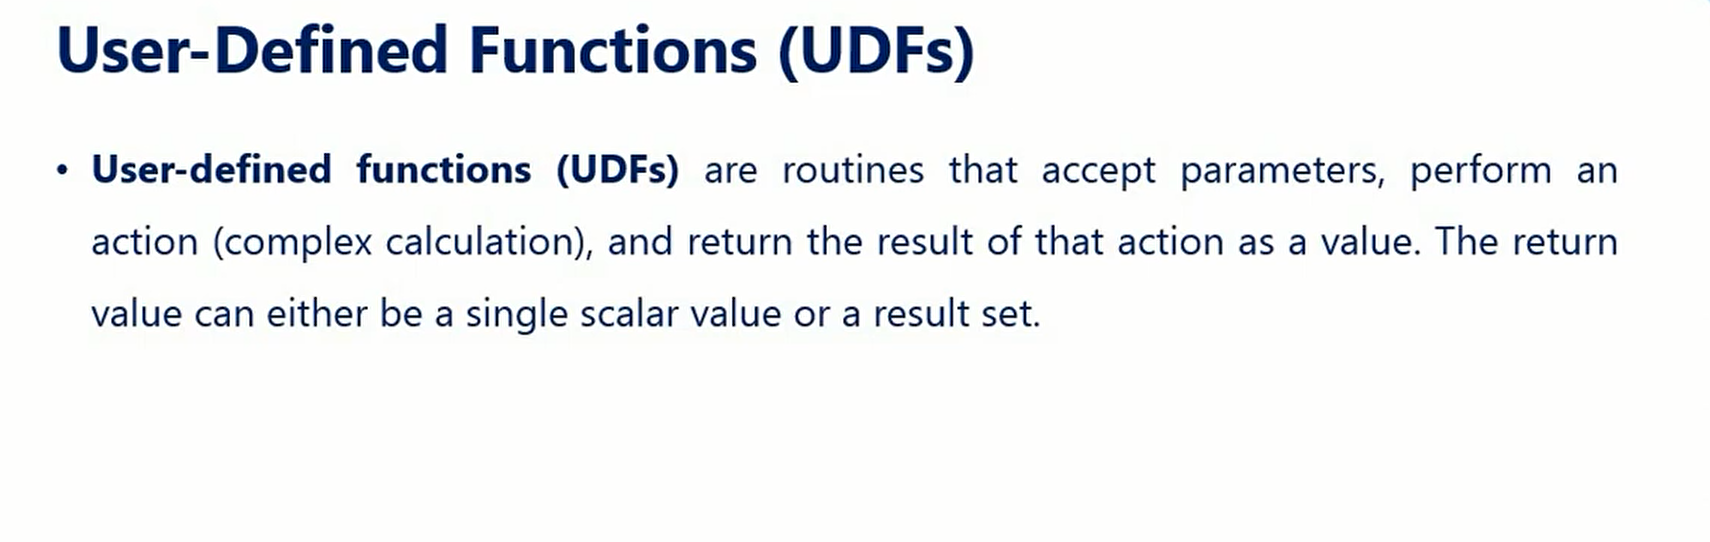 User-Defined Functions (UDFs)
• User-defined functions (UDFs) are routines that accept parameters, perform an
action (complex calculation), and return the result of that action as a value. The return
value can either be a single scalar value or a result set.